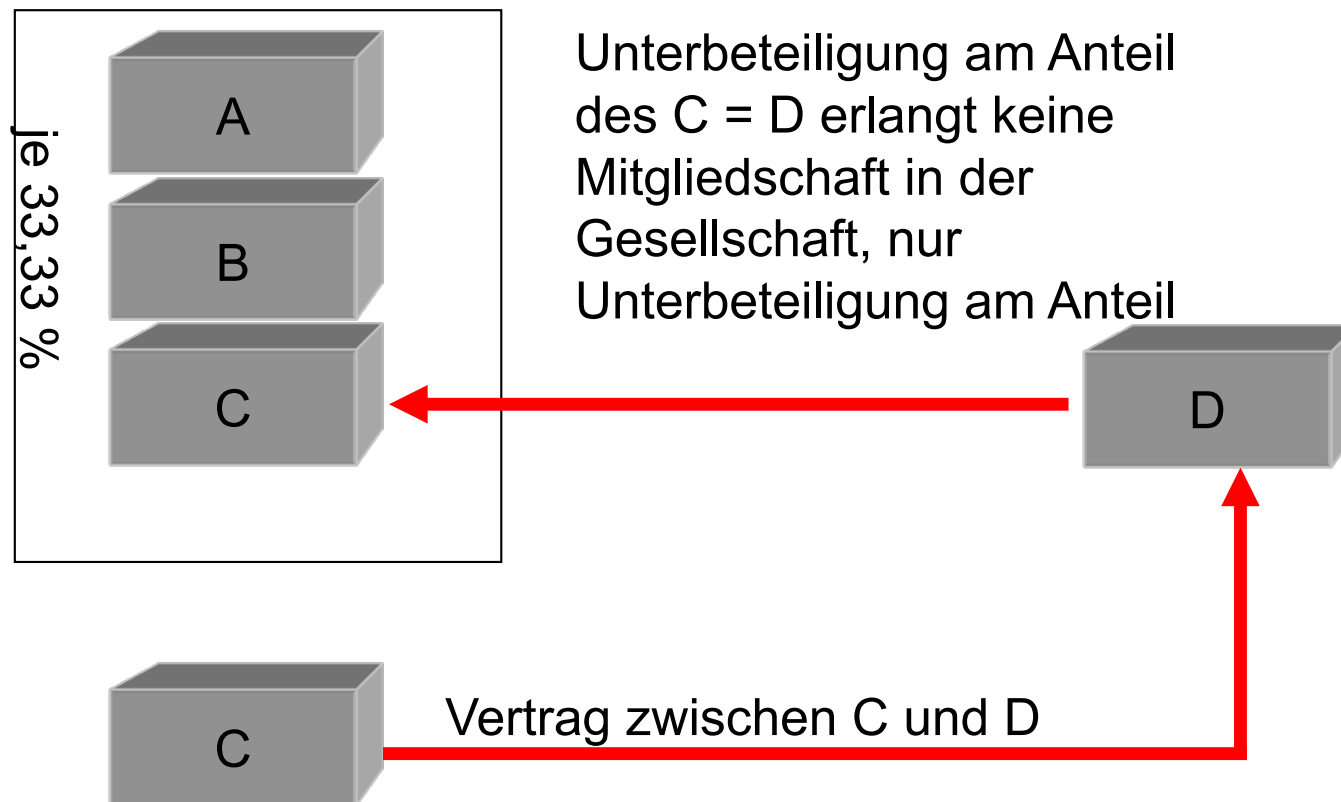 je 33,33 %
A
B
C
Unterbeteiligung am Anteil
des C = D erlangt keine
Mitgliedschaft in der
Gesellschaft, nur
Unterbeteiligung am Anteil
D
C
Vertrag zwischen C und D